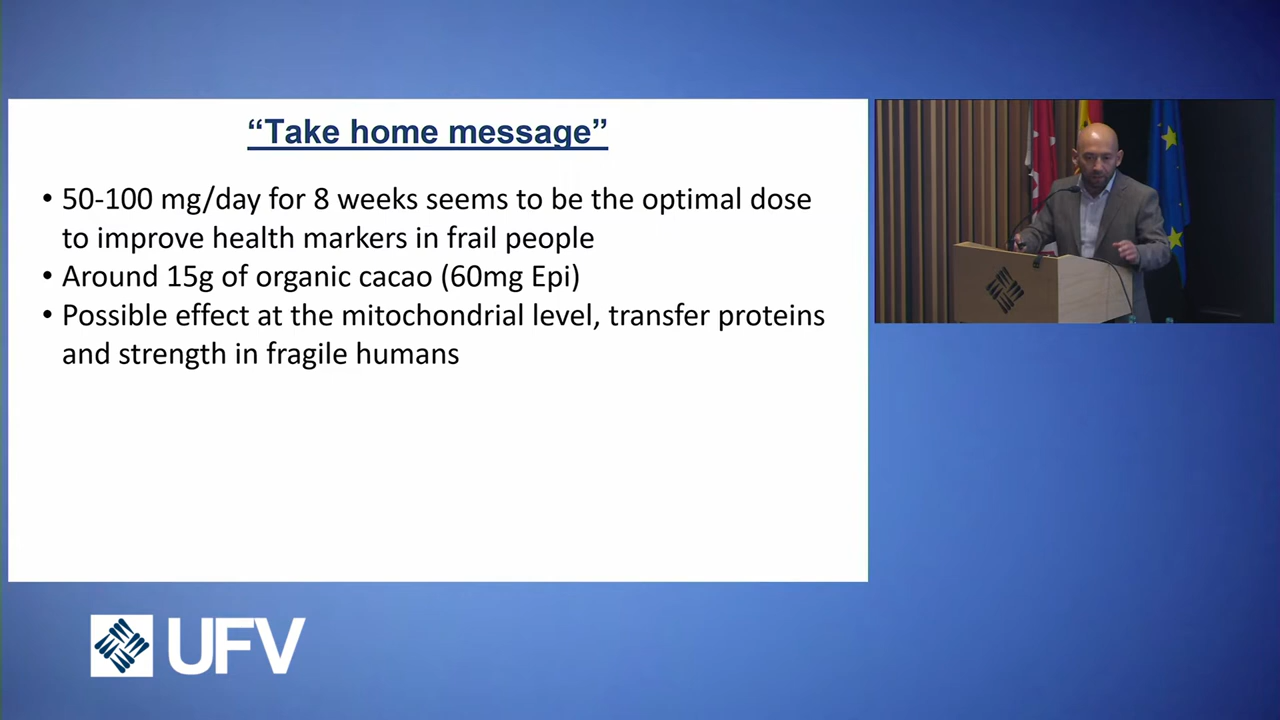 “Take home message”
• 50-100 mg/day for 8 weeks seems to be the optimal dose
to improve health markers in frail people
• Around 15g of organic cacao (60mg Epi)
• Possible effect at the mitochondrial level, transfer proteins
and strength in fragile humans
UFV